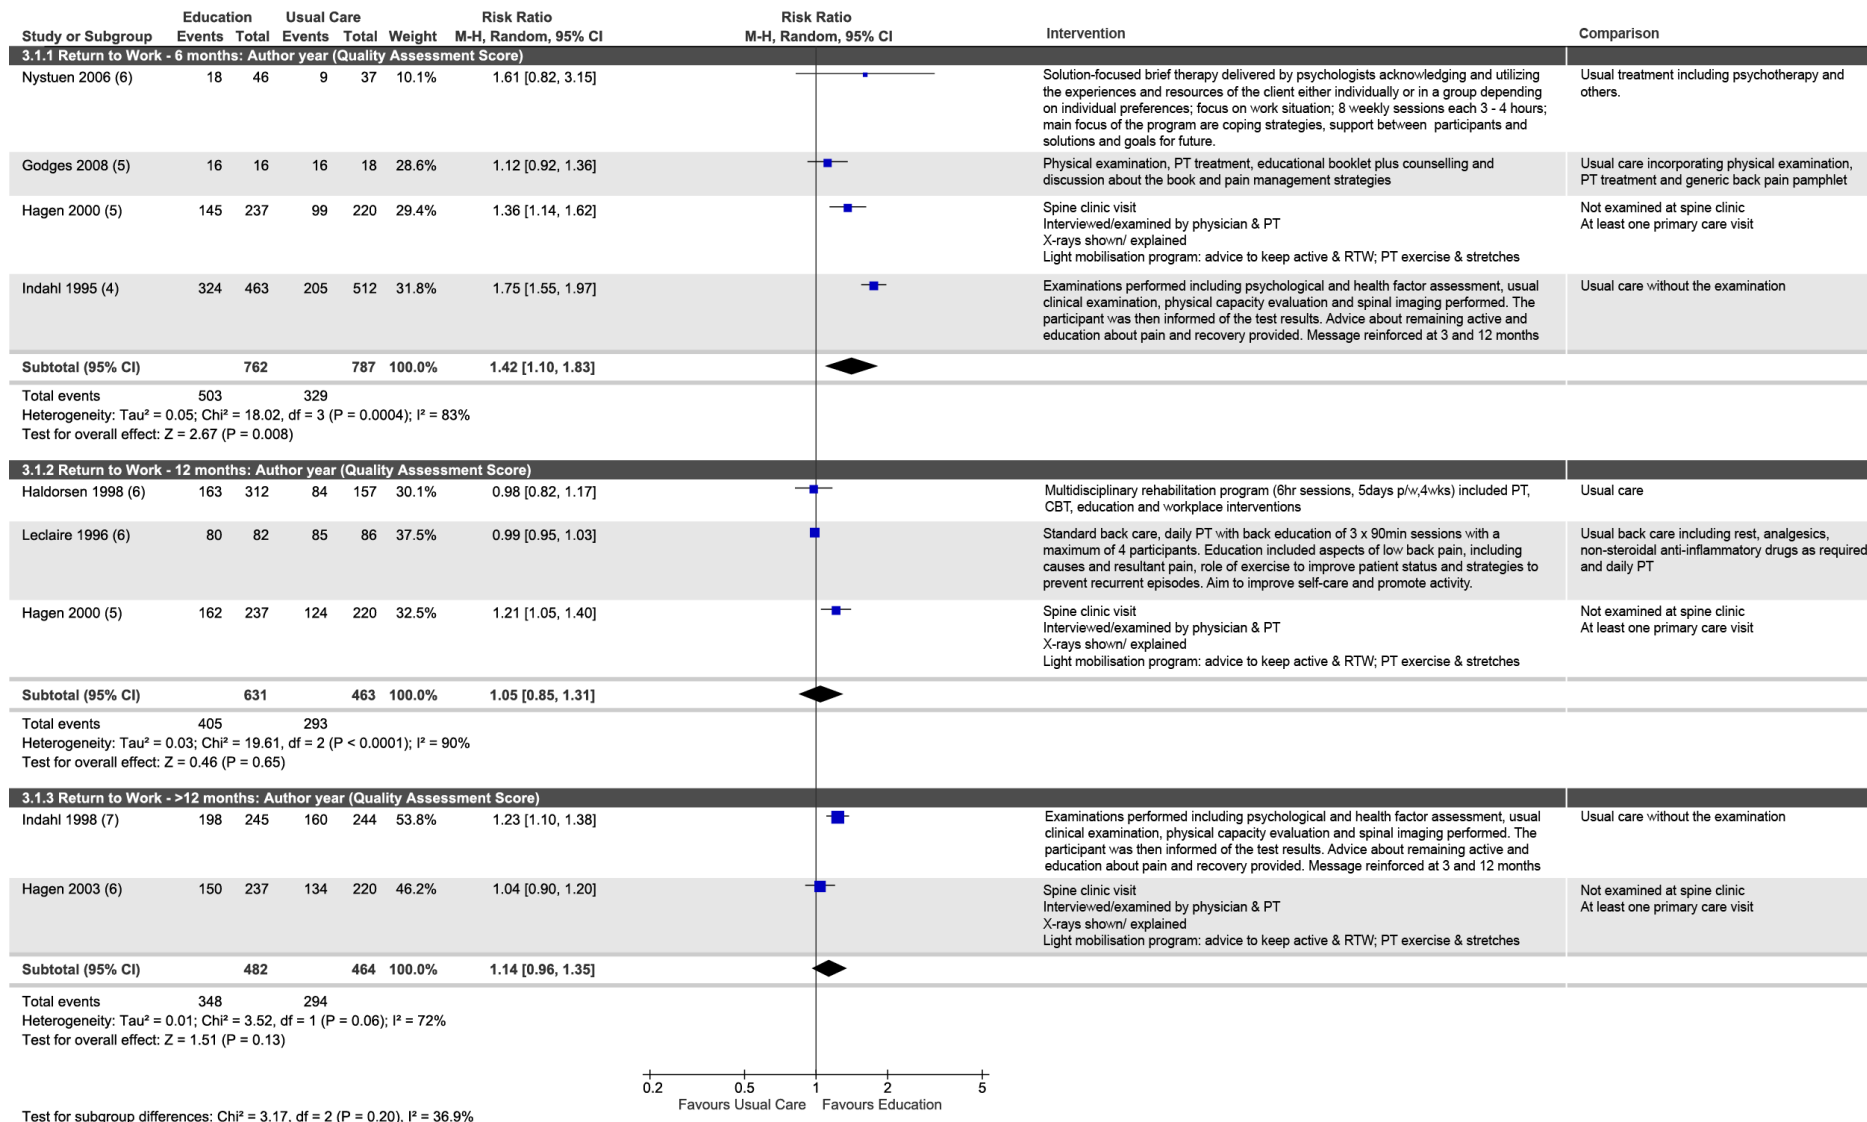 Education Usual Care Risk Ratio Risk Ratio
Study or Subgroup Events Total Events Total Weight M-H, Random, 95% CI M-H, Random, 95% CI Intervention Comparison
3.1.1 Return to Work - 6 months: Author year (Quality Assessment Score)
Nystuen 2006 (6) 18 46 9 37 10.1% 1.61 [0.82, 3.15] Solution-focused brief therapy delivered by psychologists acknowledging and utilizing Usual treatment including psychotherapy and
the experiences and resources of the client either individually or in a group depending others.
on individual preferences; focus on work situation; 8 weekly sessions each 3 - 4 hours;
main focus of the program are coping strategies, support between participants and
solutions and goals for future.
Godges 2008 (5) 16 16 16 18 28.6% 1.12 [0.92, 1.36] Physical examination, PT treatment, educational booklet plus counselling and Usual care incorporating physical examination,
discussion about the book and pain management strategies PT treatment and generic back pain pamphlet
Hagen 2000 (5) 145 237 99 220 29.4% 1.36 [1.14, 1.62] Spine clinic visit Not examined at spine clinic
Interviewed/examined by physician & PT At least one primary care visit
X-rays shown/ explained
Light mobilisation program: advice to keep active & RTW; PT exercise & stretches
Indahl 1995 (4) 324 463 205 512 31.8% 1.75 [1.55, 1.97] Examinations performed including psychological and health factor assessment, usual Usual care without the examination
clinical examination, physical capacity evaluation and spinal imaging performed. The
participant was then informed of the test results. Advice about remaining active and
education about pain and recovery provided. Message reinforced at 3 and 12 months
Subtotal (95% CI) 762 787 100.0% 1.42 [1.10, 1.83]
Total events 503 329
Heterogeneity: Tau² = 0.05; Chi² = 18.02, df = 3 (P = 0.0004); I² = 83%
Test for overall effect: Z = 2.67 (P = 0.008)
3.1.2 Return to Work - 12 months: Author year (Quality Assessment Score)
Haldorsen 1998 (6) 163 312 84 157 30.1% 0.98 [0.82, 1.17] Multidisciplinary rehabilitation program (6hr sessions, 5days p/w,4wks) included PT, Usual care
CBT, education and workplace interventions
Leclaire 1996 (6) 80 82 85 86 37.5% 0.99 [0.95, 1.03] Standard back care, daily PT with back education of 3 x 90min sessions with a Usual back care including rest, analgesics,
maximum of 4 participants. Education included aspects of low back pain, including non-steroidal anti-inflammatory drugs as required
causes and resultant pain, role of exercise to improve patient status and strategies to and daily PT
prevent recurrent episodes. Aim to improve self-care and promote activity.
Hagen 2000 (5) 162 237 124 220 32.5% 1.21 [1.05, 1.40] Spine clinic visit Not examined at spine clinic
Interviewed/examined by physician & PT At least one primary care visit
X-rays shown/ explained
Light mobilisation program: advice to keep active & RTW; PT exercise & stretches
Subtotal (95% CI) 631 463 100.0% 1.05 [0.85, 1.31]
Total events 405 293
Heterogeneity: Tau² = 0.03; Chi² = 19.61, df = 2 (P < 0.0001); I² = 90%
Test for overall effect: Z = 0.46 (P = 0.65)
3.1.3 Return to Work - >12 months: Author year (Quality Assessment Score)
Indahl 1998 (7) 198 245 160 244 53.8% 1.23 [1.10, 1.38] Examinations performed including psychological and health factor assessment, usual Usual care without the examination
clinical examination, physical capacity evaluation and spinal imaging performed. The
participant was then informed of the test results. Advice about remaining active and
education about pain and recovery provided. Message reinforced at 3 and 12 months
Hagen 2003 (6) 150 237 134 220 46.2% 1.04 [0.90, 1.20] Spine clinic visit Not examined at spine clinic
Interviewed/examined by physician & PT At least one primary care visit
X-rays shown/ explained
Light mobilisation program: advice to keep active & RTW; PT exercise & stretches
Subtotal (95% CI) 482 464 100.0% 1.14 [0.96, 1.35]
Total events 348 294
Heterogeneity: Tau² = 0.01; Chi² = 3.52, df = 1 (P = 0.06); I² = 72%
Test for overall effect: Z = 1.51 (P = 0.13)
0.2 0.5 1 2 5
Favours Usual Care Favours Education
Test for subgroup differences: Chi² = 3.17, df = 2 (P = 0.20), I² = 36.9%